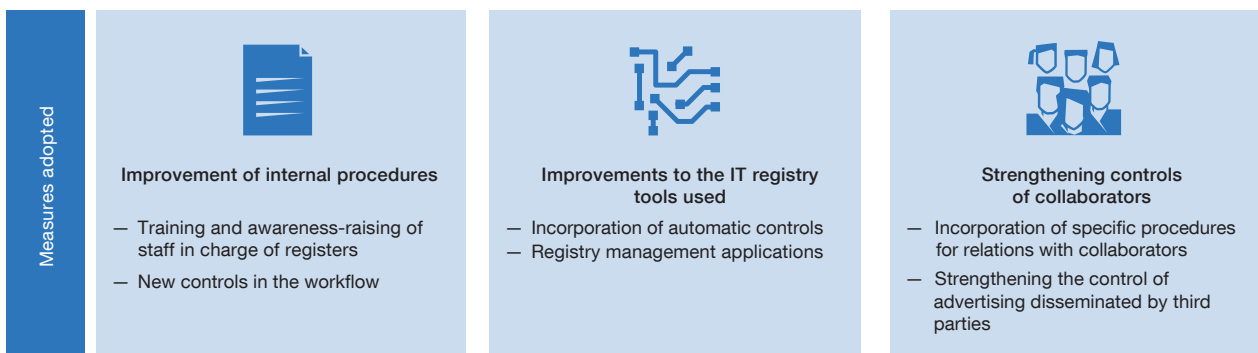 Measures adopted
Improvement of internal procedures
— Training and awareness-raising of
staff in charge of registers
— New controls in the workflow
Improvements to the IT registry
tools used
— Incorporation of automatic controls
— Registry management applications
Strengthening controls
of collaborators
— Incorporation of specific procedures
for relations with collaborators
— Strengthening the control of
advertising disseminated by third
parties